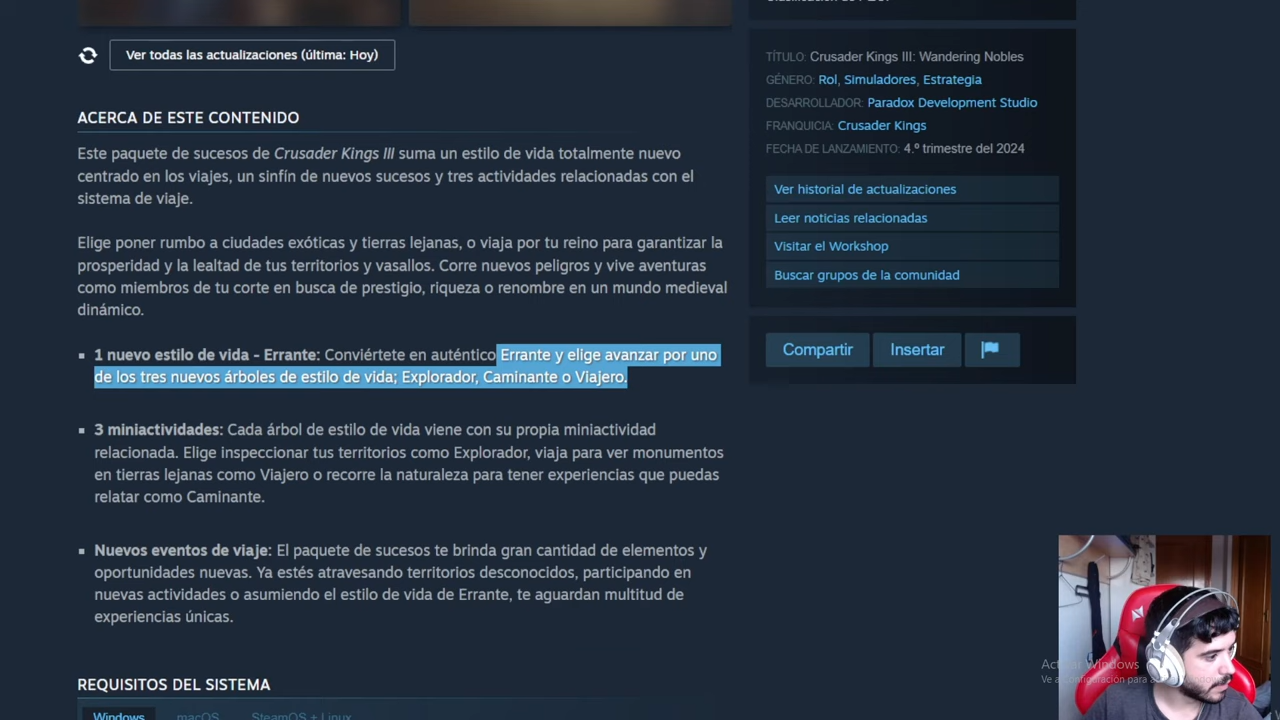 Ver todas las actualizaciones (última: Hoy)
ACERCA DE ESTE CONTENIDO
Este paquete de sucesos de Crusader Kings III suma un estilo de vida totalmente nuevo
centrado en los viajes, un sinfín de nuevos sucesos y tres actividades relacionadas con el
sistema de viaje.
Elige poner rumbo a ciudades exóticas y tierras lejanas, o viaja por tu reino para garantizar la
prosperidad y la lealtad de tus territorios y vasallos. Corre nuevos peligros y vive aventuras
como miembros de tu corte en busca de prestigio, riqueza o renombre en un mundo medieval
dinámico.
1 nuevo estilo de vida - Errante: Conviértete en auténtico Errante y elige avanzar por uno
de los tres nuevos árboles de estilo de vida; Explorador, Caminante o Viajero.
3 miniactividades: Cada árbol de estilo de vida viene con su propia miniactividad
relacionada. Elige inspeccionar tus territorios como Explorador, viaja para ver monumentos
en tierras lejanas como Viajero o recorre la naturaleza para tener experiencias que puedas
relatar como Caminante.
Nuevos eventos de viaje: El paquete de sucesos te brinda gran cantidad de elementos y
oportunidades nuevas. Ya estés atravesando territorios desconocidos, participando en
nuevas actividades o asumiendo el estilo de vida de Errante, te aguardan multitud de
experiencias únicas.
REQUISITOS DEL SISTEMA
Windows macOS SteamOS + Linux
TÍTULO: Crusader Kings III: Wandering Nobles
GÉNERO: Rol, Simuladores, Estrategia
DESARROLLADOR: Paradox Development Studio
FRANQUICIA: Crusader Kings
FECHA DE LANZAMIENTO: 4.º trimestre del 2024
Ver historial de actualizaciones
Leer noticias relacionadas
Visitar el Workshop
Buscar grupos de la comunidad
Compartir Insertar
Activar Windows
Ve a Configuración para